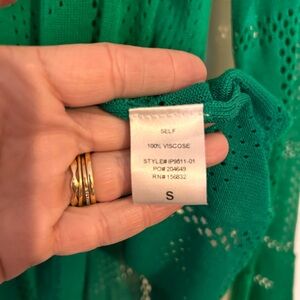 SELF
100% VISCOSE
STYLE# IP9511-01
PO# 204649
RN# 156832
S